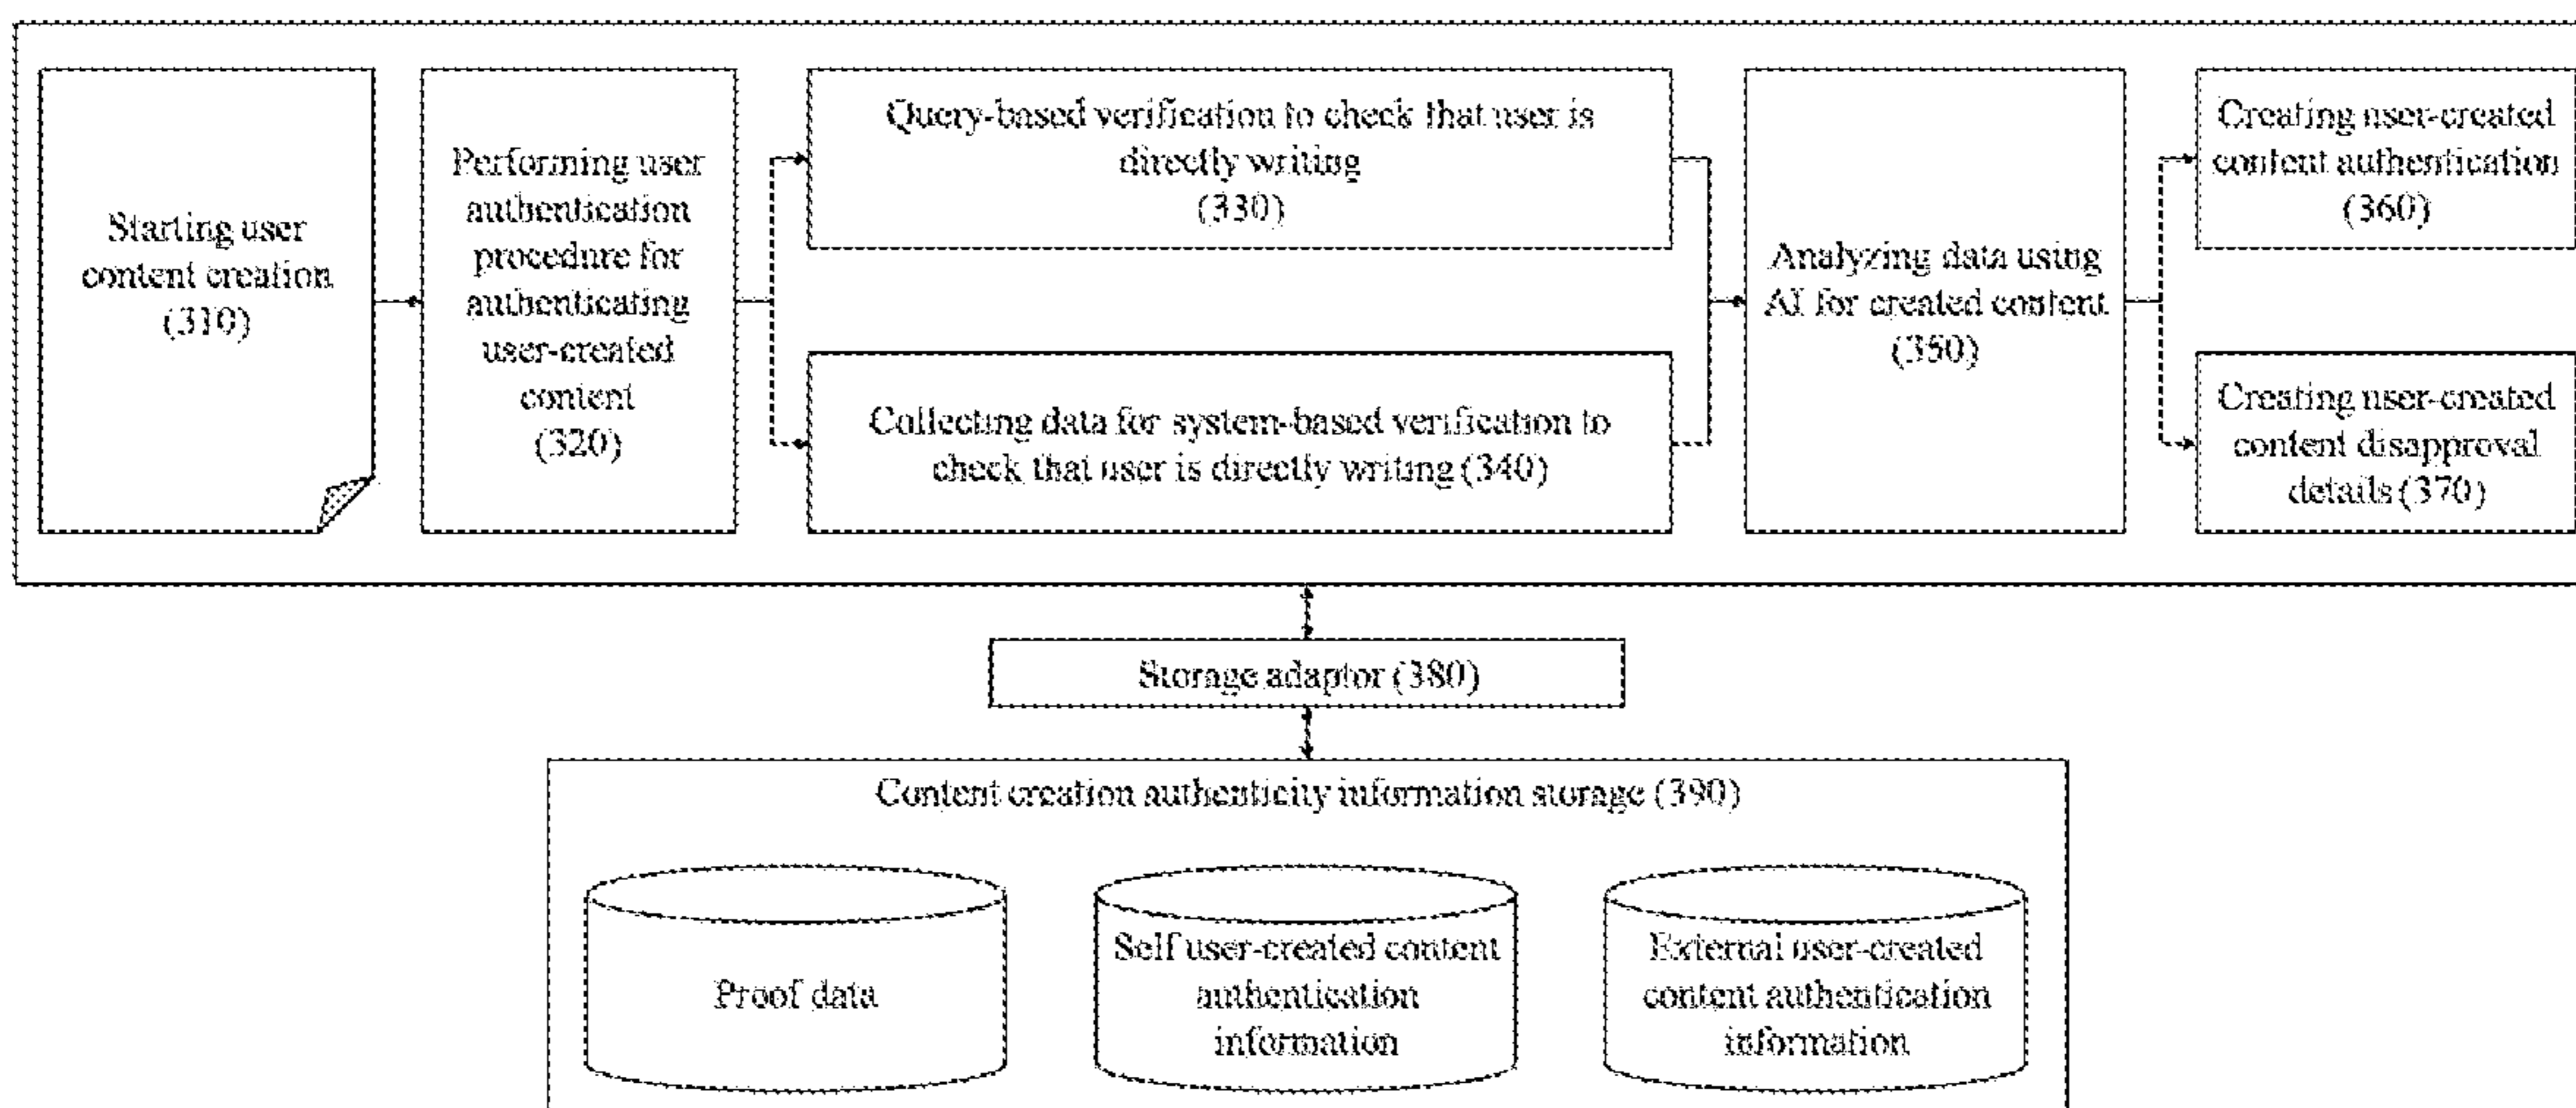 Starting user
content creation
(310)
Performing user
authentication
procedure for
authenticating
user-created
content
(320)
Query-based verification to check that user is
directly writing
(330)
Collecting data for system-based verification to
check that user is directly writing (340)
Analyzing data using
AI for created content
(350)
Creating user-created
content authentication
(360)
Creating user-created
content disapproval
details (370)
Storage adaptor (380)
Content creation authenticity information storage (390)
Proof data
Self user-created content
authentication
information
External user-created
content authentication
information